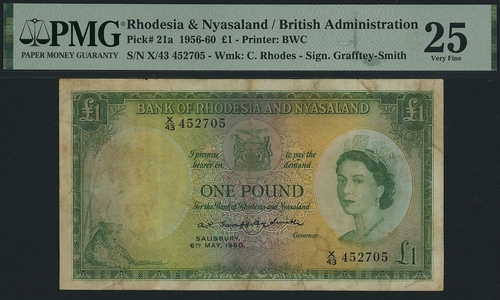 PMG
PAPER MONEY GUARANTY
Rhodesia & Nyasaland / British Administration
Pick# 21a 1956-60 £1 - Printer: BWC
S/N X/43 452705 - Wmk: C. Rhodes - Sign. Grafftey-Smith
25
Very Fine
£1
BANK OF RHODESIA AND NYASALAND
£1
X/43 452705
I promise to pay the
bearer on demand
ONE POUND
for the Bank of Rhodesia and Nyasaland
SALISBURY,
6TH MAY, 1960.
Governor
X/43 452705
£1